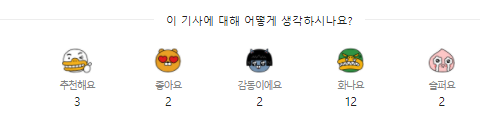 이 기사에 대해 어떻게 생각하시나요?
추천해요 좋아요 감동이에요 화나요 슬퍼요
3 2 2 12 2